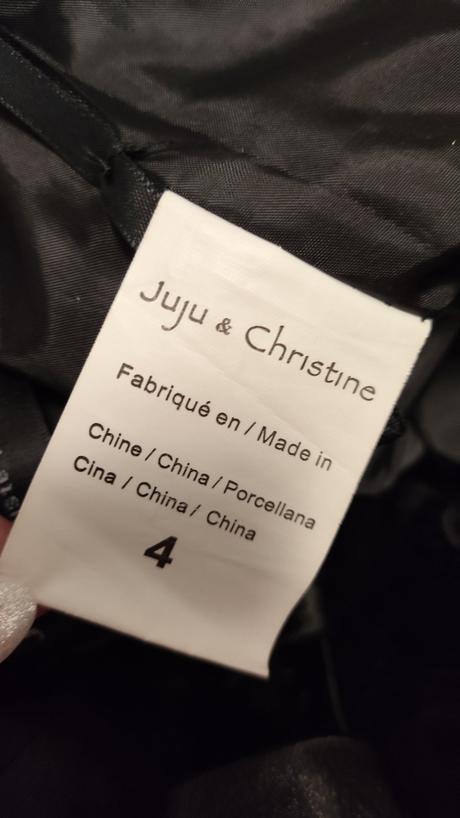 Juju & Christine
Fabriqué en / Made in
Chine / China / Porcellana
Cina / China / China
4